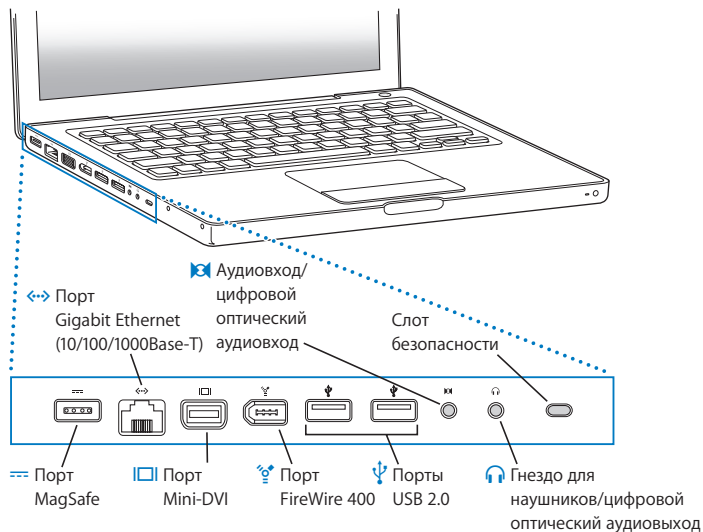 Аудиовход/
цифровой
оптический
аудиовход
Порт
Gigabit Ethernet
(10/100/1000Base-T)
Слот
безопасности
Порт
MagSafe
Порт
Mini-DVI
Порт
FireWire 400
Порты
USB 2.0
Гнездо для
наушников/цифровой
оптический аудиовыход